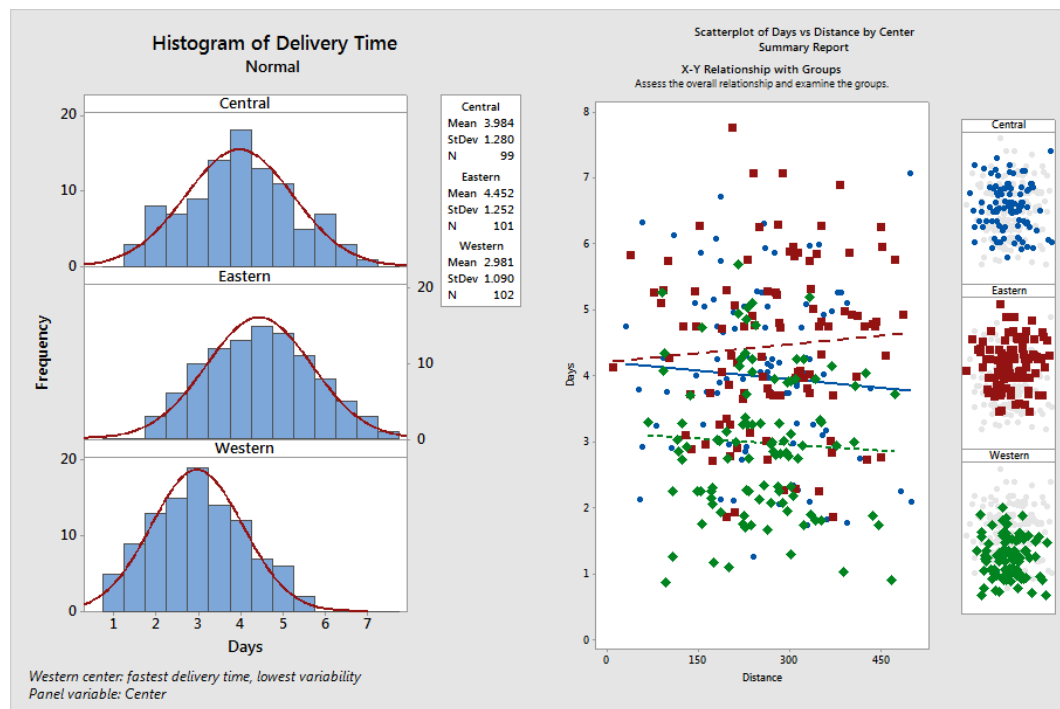 Histogram of Delivery Time
Normal
Central
20
10
0
Eastern
20
10
0
Western
20
10
0
1 2 3 4 5 6 7
Days
Frequency
Central
Mean 3.984
StDev 1.280
N 99
Eastern
Mean 4.452
StDev 1.252
N 101
Western
Mean 2.981
StDev 1.090
N 102
Western center: fastest delivery time, lowest variability
Panel variable: Center
Scatterplot of Days vs Distance by Center
Summary Report
X-Y Relationship with Groups
Assess the overall relationship and examine the groups.
8
7
6
5
4
3
2
1
0
Days
0 150 300 450
Distance
Central
Eastern
Western